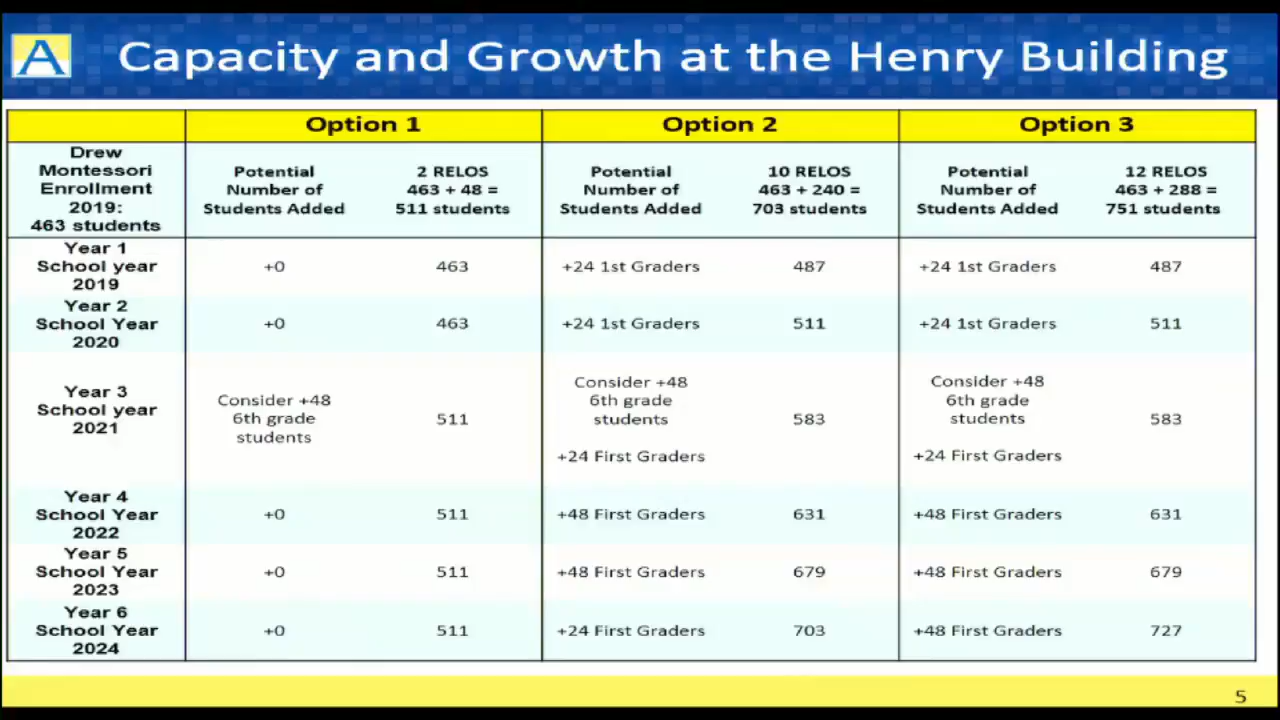 A
Capacity and Growth at the Henry Building
Option 1
Option 2
Option 3
Drew
Montessori
Enrollment
2019:
463 students
Potential
Number of
Students Added
2 RELOS
463 + 48 =
511 students
Potential
Number of
Students Added
10 RELOS
463 + 240 =
703 students
Potential
Number of
Students Added
12 RELOS
463 + 288 =
751 students
Year 1
School year
2019
+0
463
+24 1st Graders
487
+24 1st Graders
487
Year 2
School Year
2020
+0
463
+24 1st Graders
511
+24 1st Graders
511
Year 3
School year
2021
Consider +48
6th grade
students
511
Consider +48
6th grade
students
+24 First Graders
583
Consider +48
6th grade
students
+24 First Graders
583
Year 4
School Year
2022
+0
511
+48 First Graders
631
+48 First Graders
631
Year 5
School Year
2023
+0
511
+48 First Graders
679
+48 First Graders
679
Year 6
School Year
2024
+0
511
+24 First Graders
703
+48 First Graders
727
5